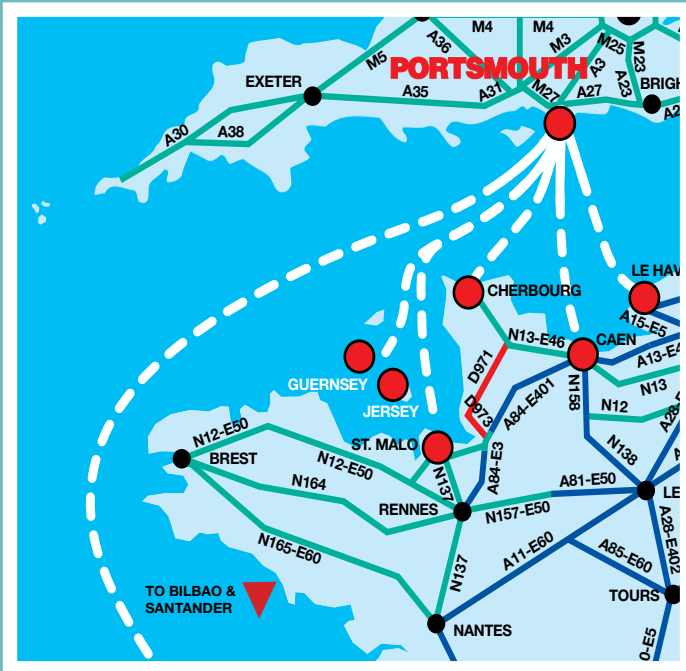 M4
M4
A36
M3
M25
M23
M5
PORTSMOUTH
A3
EXETER
A31
M27
A23
BRIGH
A35
A27
A2
A30
A38
LE HAV
CHERBOURG
A15-E5
N13-E46
CAEN
A13-E4
GUERNSEY
D971
N158
N13
JERSEY
D973
A84-E401
N12
A28-E
N12-E50
ST. MALO
N138
BREST
N12-E50
N137
A84-E3
N164
A81-E50
LE
RENNES
N157-E50
A28-E402
N165-E60
A11-E60
A85-E60
N137
TO BILBAO &
SANTANDER
TOURS
NANTES
0-E5